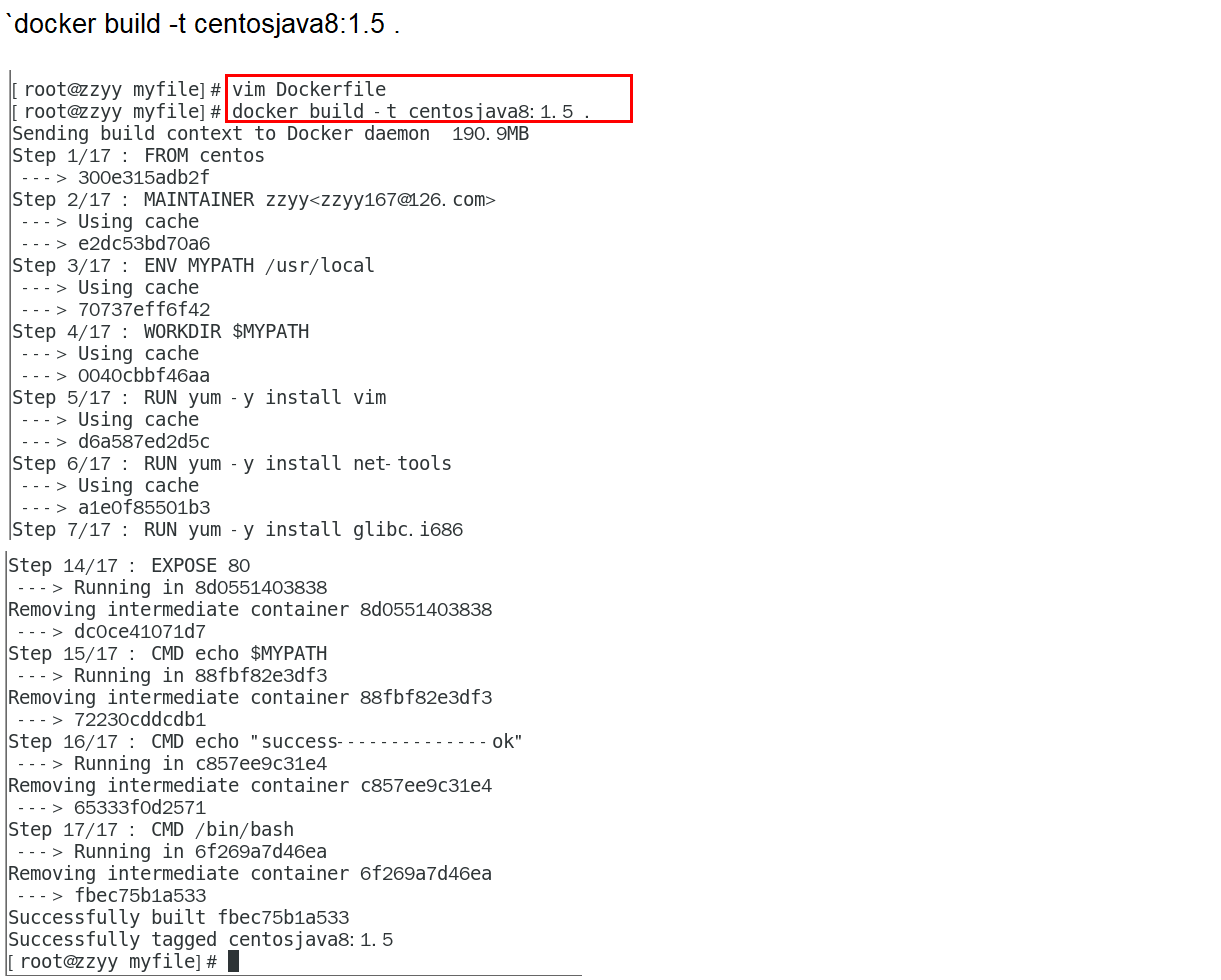 `docker build -t centosjava8:1.5 .
[root@zzyy myfile]# vim Dockerfile
[root@zzyy myfile]# docker build -t centosjava8:1.5 .
Sending build context to Docker daemon  190.9MB
Step 1/17 : FROM centos
 ---> 300e315adb2f
Step 2/17 : MAINTAINER zzyy<zzyy167@126.com>
 ---> Using cache
 ---> e2dc53bd70a6
Step 3/17 : ENV MYPATH /usr/local
 ---> Using cache
 ---> 70737eff6f42
Step 4/17 : WORKDIR $MYPATH
 ---> Using cache
 ---> 0040cbbf46aa
Step 5/17 : RUN yum -y install vim
 ---> Using cache
 ---> d6a587ed2d5c
Step 6/17 : RUN yum -y install net-tools
 ---> Using cache
 ---> a1e0f85501b3
Step 7/17 : RUN yum -y install glibc.i686
Step 14/17 : EXPOSE 80
 ---> Running in 8d0551403838
Removing intermediate container 8d0551403838
 ---> dc0ce41071d7
Step 15/17 : CMD echo $MYPATH
 ---> Running in 88fbf82e3df3
Removing intermediate container 88fbf82e3df3
 ---> 72230cddcdb1
Step 16/17 : CMD echo "success--------------ok"
 ---> Running in c857ee9c31e4
Removing intermediate container c857ee9c31e4
 ---> 65333f0d2571
Step 17/17 : CMD /bin/bash
 ---> Running in 6f269a7d46ea
Removing intermediate container 6f269a7d46ea
 ---> fbec75b1a533
Successfully built fbec75b1a533
Successfully tagged centosjava8:1.5
[root@zzyy myfile]#